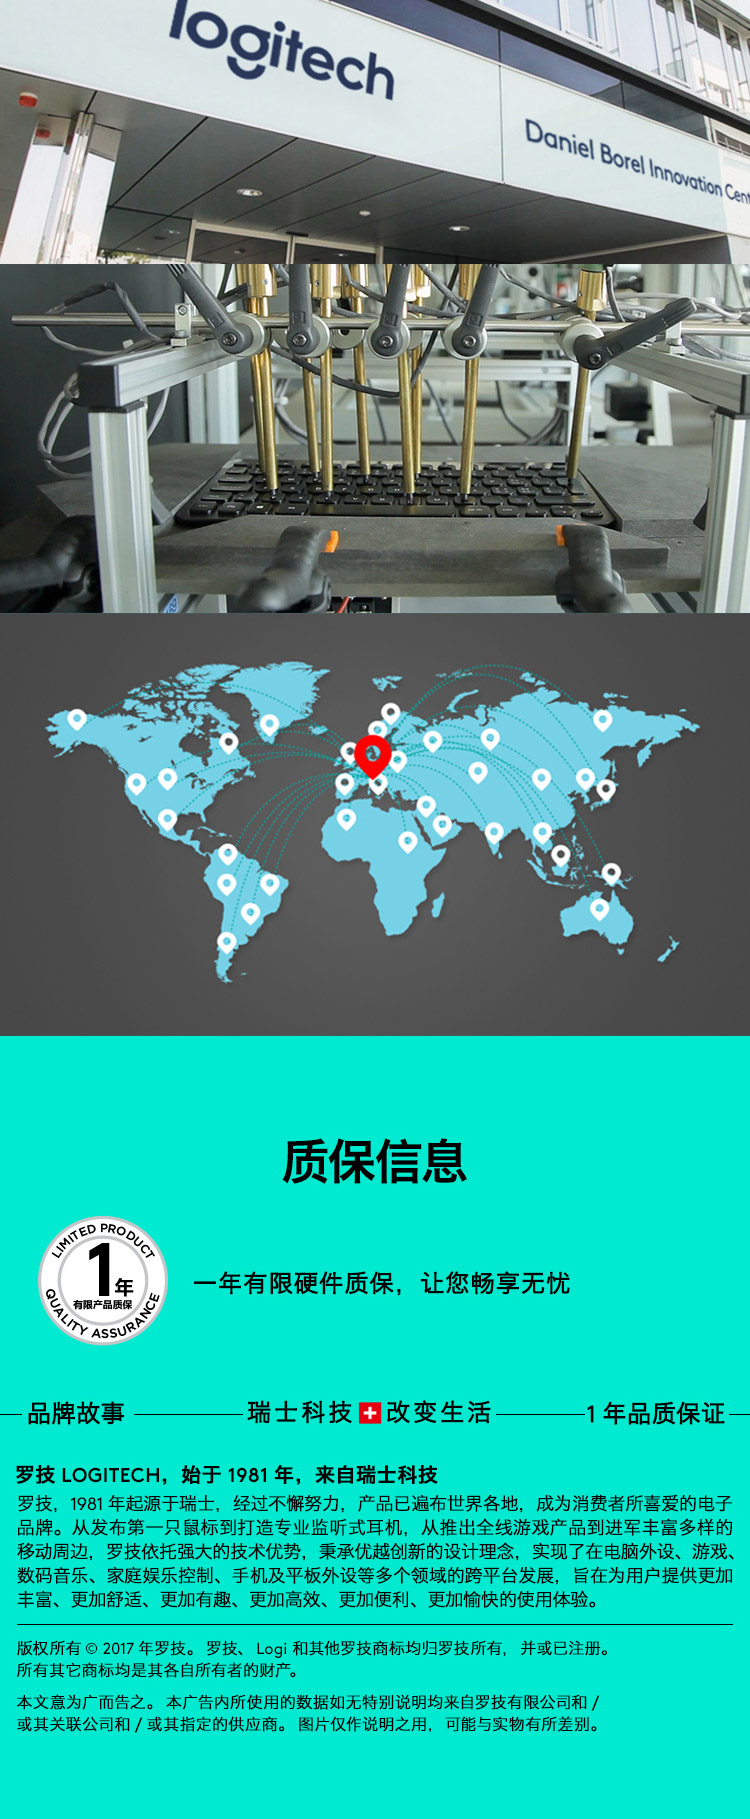 logitech
Daniel Borel Innovation Cent
质保信息
LIMITED PRODUCT
1年
有限产品质保
QUALITY ASSURANCE
一年有限硬件质保，让您畅享无忧
品牌故事
瑞士科技 改变生活
1 年品质保证
罗技 LOGITECH，始于 1981 年，来自瑞士科技
罗技，1981 年起源于瑞士，经过不懈努力，产品已遍布世界各地，成为消费者所喜爱的电子
品牌。从发布第一只鼠标到打造专业监听式耳机，从推出全线游戏产品到进军丰富多样的
移动周边，罗技依托强大的技术优势，秉承优越创新的设计理念，实现了在电脑外设、游戏、
数码音乐、家庭娱乐控制、手机及平板外设等多个领域的跨平台发展，旨在为用户提供更加
丰富、更加舒适、更加有趣、更加高效、更加便利、更加愉快的使用体验。
版权所有 © 2017 年罗技。 罗技、 Logi 和其他罗技商标均归罗技所有， 并或已注册。
所有其它商标均是其各自所有者的财产。
本文意为广而告之。 本广告内所使用的数据如无特别说明均来自罗技有限公司和 /
或其关联公司和 / 或其指定的供应商。 图片仅作说明之用，可能与实物有所差别。